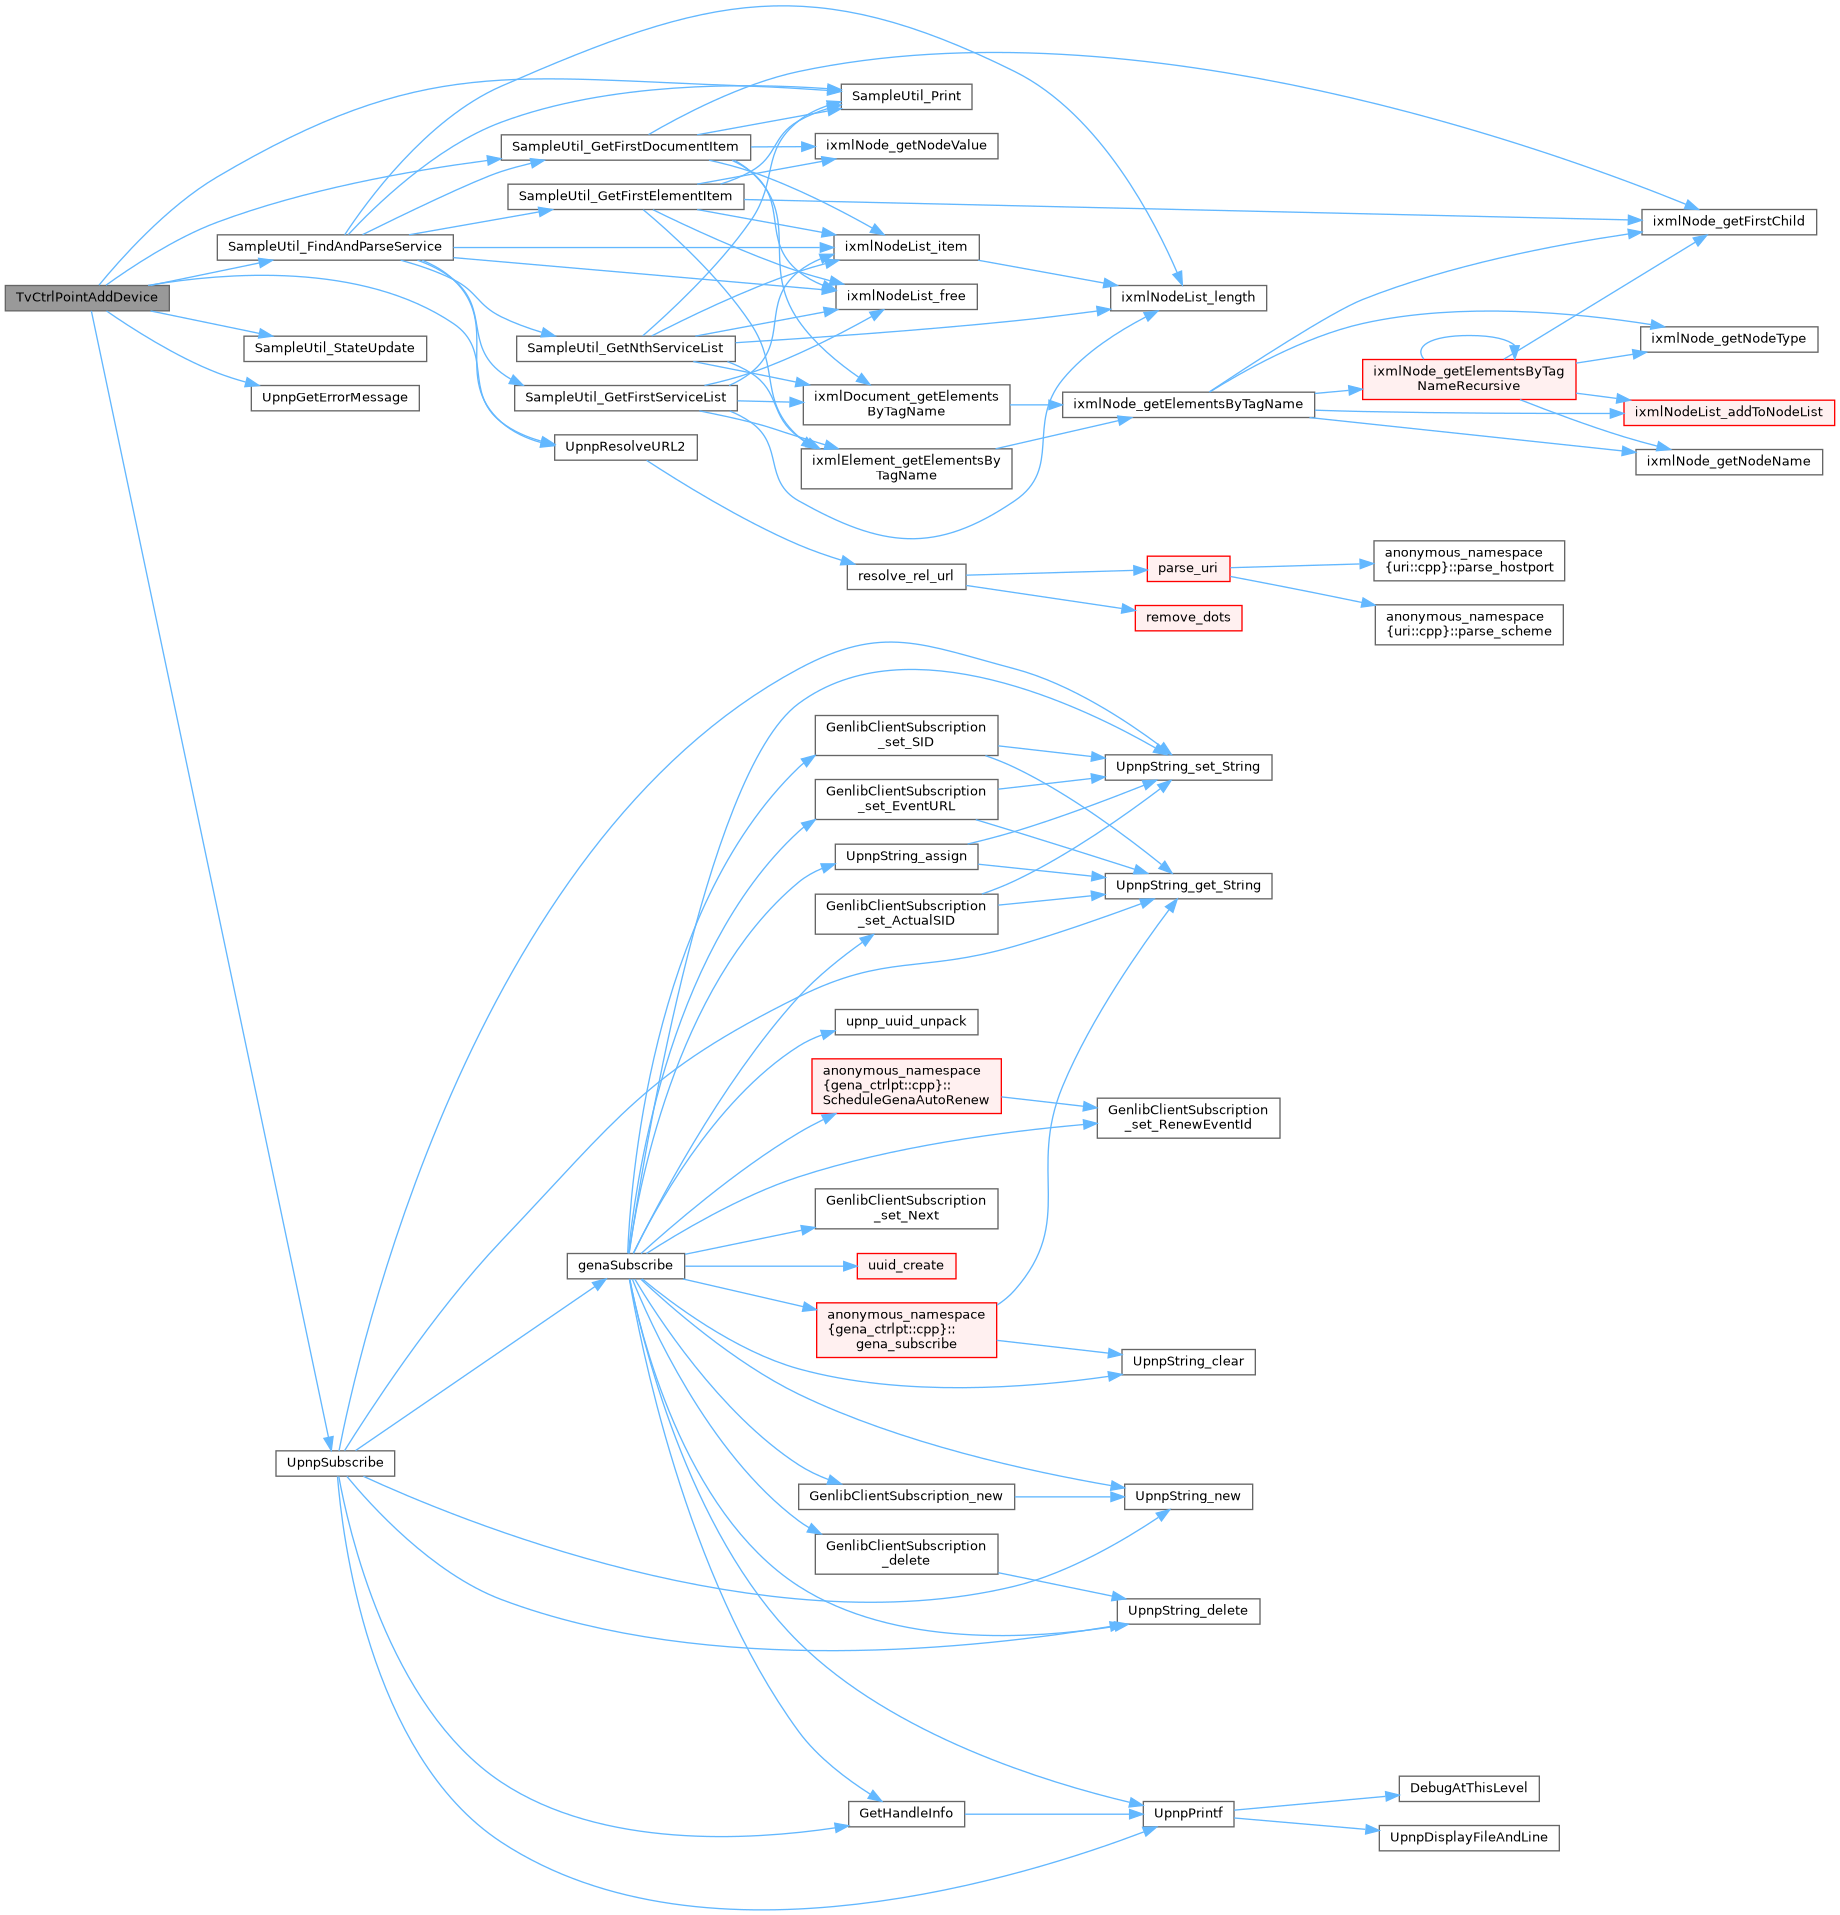 TvCtrlPointAddDevice
SampleUtil_FindAndParseService
SampleUtil_StateUpdate
UpnpGetErrorMessage
SampleUtil_GetFirstDocumentItem
SampleUtil_GetFirstElementItem
SampleUtil_GetNthServiceList
SampleUtil_GetFirstServiceList
UpnpResolveURL2
SampleUtil_Print
ixmlNode_getNodeValue
ixmlNodeList_item
ixmlNodeList_free
ixmlDocument_getElements
ByTagName
ixmlElement_getElementsBy
TagName
resolve_rel_url
ixmlNodeList_length
ixmlNode_getElementsByTagName
parse_uri
remove_dots
ixmlNode_getElementsByTag
NameRecursive
anonymous_namespace
{uri::cpp}::parse_hostport
anonymous_namespace
{uri::cpp}::parse_scheme
ixmlNode_getFirstChild
ixmlNode_getNodeType
ixmlNodeList_addToNodeList
ixmlNode_getNodeName
UpnpSubscribe
genaSubscribe
GenlibClientSubscription
_set_SID
GenlibClientSubscription
_set_EventURL
UpnpString_assign
GenlibClientSubscription
_set_ActualSID
upnp_uuid_unpack
anonymous_namespace
{gena_ctrlpt::cpp}::
ScheduleGenaAutoRenew
GenlibClientSubscription
_set_Next
uuid_create
anonymous_namespace
{gena_ctrlpt::cpp}::
gena_subscribe
GenlibClientSubscription_new
GenlibClientSubscription
_delete
GetHandleInfo
UpnpString_set_String
UpnpString_get_String
GenlibClientSubscription
_set_RenewEventId
UpnpString_clear
UpnpString_new
UpnpString_delete
UpnpPrintf
DebugAtThisLevel
UpnpDisplayFileAndLine